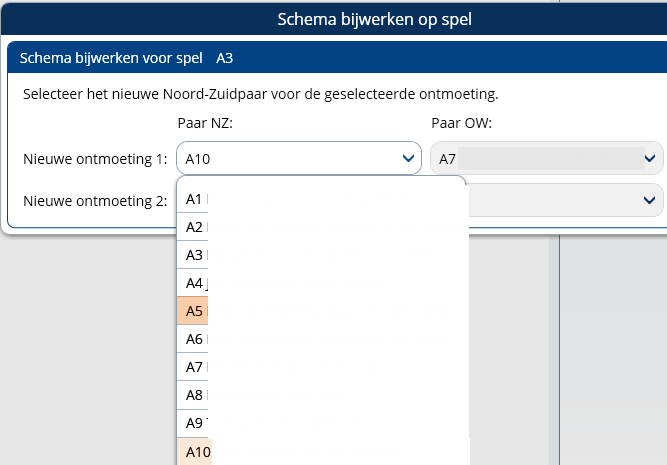 Schema bijwerken op spel
Schema bijwerken voor spel A3
Selecteer het nieuwe Noord-Zuidpaar voor de geselecteerde ontmoeting.
Paar NZ: Paar OW:
Nieuwe ontmoeting 1: A10 A7
Nieuwe ontmoeting 2:
A1
A2
A3
A4
A5
A6
A7
A8
A9
A10